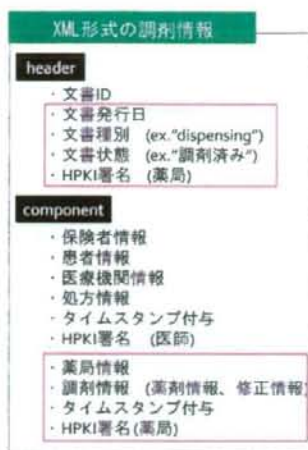 XML形式の調剤情報
header
・文書ID
・文書発行日
・文書種別 (ex."dispensing")
・文書状態 (ex."調剤済み")
・HPKI署名 (薬局)
component
・保険者情報
・患者情報
・医療機関情報
・処方情報
・タイムスタンプ付与
・HPKI署名 (医師)
・薬局情報
・調剤情報 (薬剤情報、修正情報)
・タイムスタンプ付与
・HPKI署名(薬局)